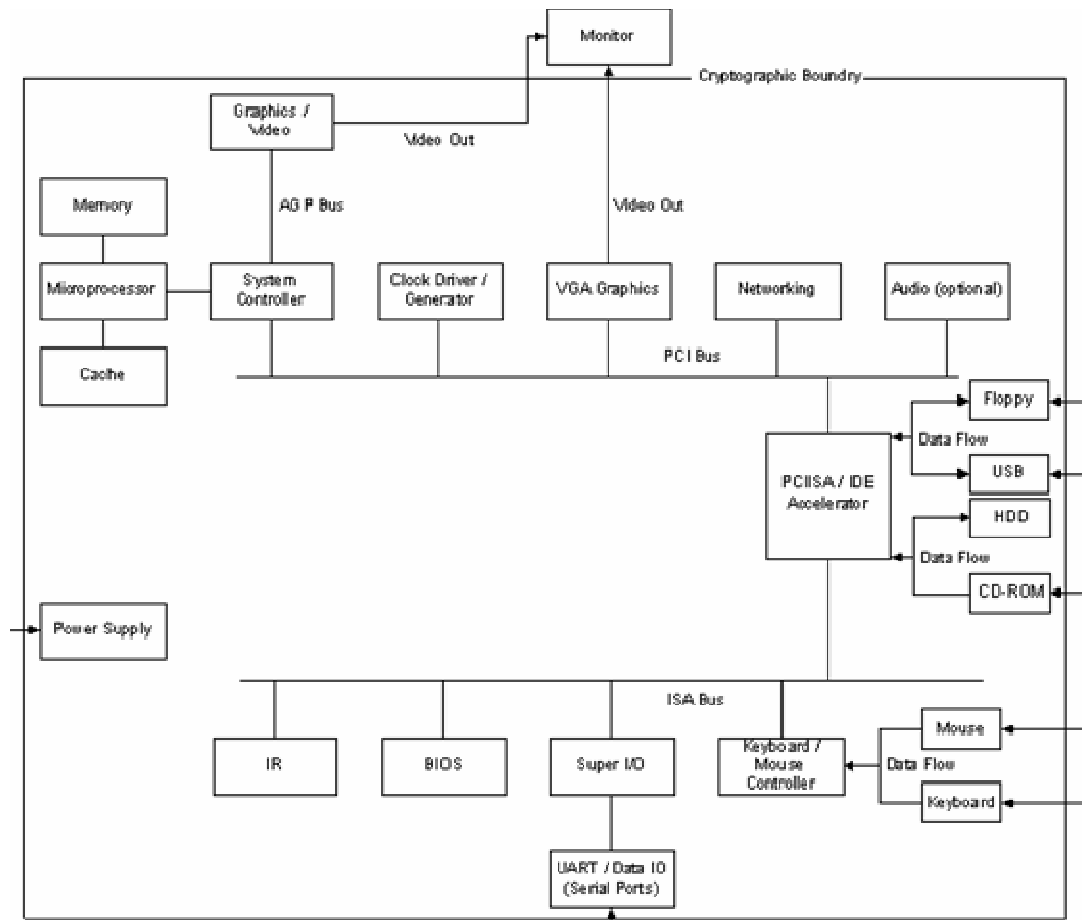 Monitor
Cryptographic Boundry
Graphics /
Video
Video Out
Memory
AGP Bus
Video Out
Microprocessor
System
Controller
Clock Driver /
Generator
VGA Graphics
Networking
Audio (optional)
Cache
PCI Bus
Floppy
Data Flow
USB
PCIISA / IDE
Accelerator
HDD
Data Flow
CD-ROM
Power Supply
ISA Bus
IR
BIOS
Super I/O
Keyboard /
Mouse
Controller
Mouse
Data Flow
Keyboard
UART / Data IO
(Serial Ports)